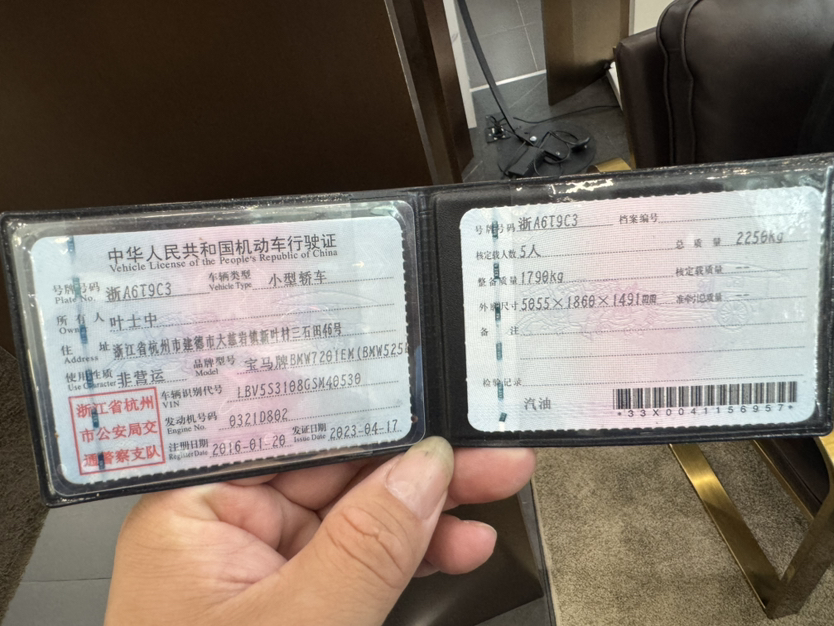 中华人民共和国机动车行驶证
Vehicle License of the People's Republic of China
号牌号码 浙A6T9C3 车辆类型 小型轿车
Plate No. Vehicle Type
所有人 叶士中
Owner
住址 浙江省杭州市建德市大慈岩镇新叶村三石田46号
Address
使用性质 非营运 品牌型号 宝马牌BMW7201EM(BMW525
Use Character Model
浙江省杭州
市公安局交
通警察支队
车辆识别代号 LBV5S3108GSM40530
VIN
发动机号码 0321D802
Engine No.
注册日期 2016-01-20 发证日期 2023-04-17
Register Date Issue Date
号牌号码 浙A6T9C3 档案编号
核定载人数 5人 总质量 2250kg
整备质量 1790kg 核定载质量 --
外廓尺寸 5055×1860×1491mm 准牵引总质量 --
备注
检验记录
汽油
*33X0041156957*